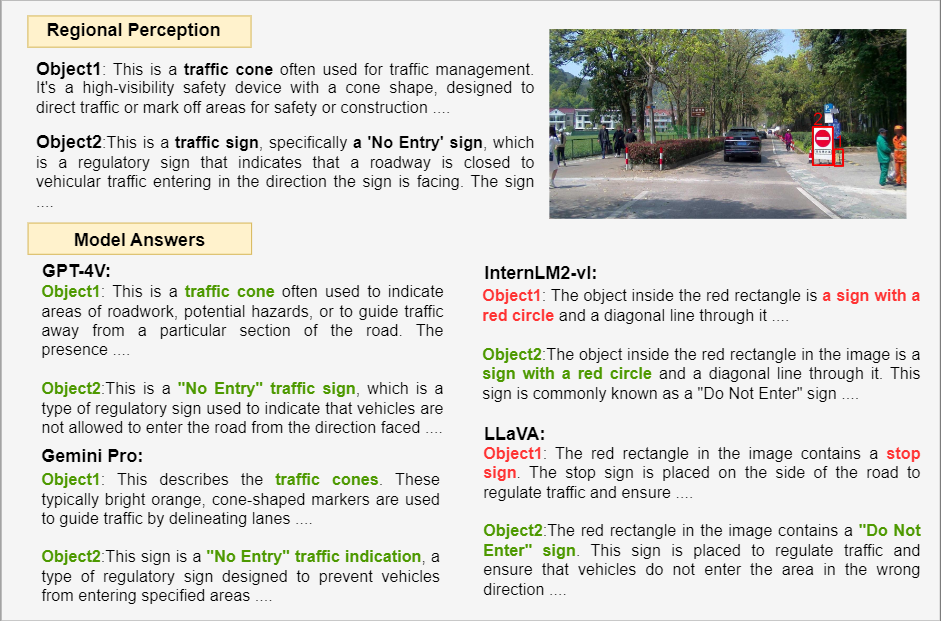 Regional Perception
Object1: This is a traffic cone often used for traffic management.
It's a high-visibility safety device with a cone shape, designed to
direct traffic or mark off areas for safety or construction ....
Object2:This is a traffic sign, specifically a 'No Entry' sign, which
is a regulatory sign that indicates that a roadway is closed to
vehicular traffic entering in the direction the sign is facing. The sign
....
2
Model Answers
GPT-4V:
Object1: This is a traffic cone often used to indicate
areas of roadwork, potential hazards, or to guide traffic
away from a particular section of the road. The
presence ....
Object2:This is a "No Entry" traffic sign, which is a
type of regulatory sign used to indicate that vehicles are
not allowed to enter the road from the direction faced ....
Gemini Pro:
Object1: This describes the traffic cones. These
typically bright orange, cone-shaped markers are used
to guide traffic by delineating lanes ....
Object2:This sign is a "No Entry" traffic indication, a
type of regulatory sign designed to prevent vehicles
from entering specified areas ....
InternLM2-vl:
Object1: The object inside the red rectangle is a sign with a
red circle and a diagonal line through it ....
Object2:The object inside the red rectangle in the image is a
sign with a red circle and a diagonal line through it. This
sign is commonly known as a "Do Not Enter" sign ....
LLaVA:
Object1: The red rectangle in the image contains a stop
sign. The stop sign is placed on the side of the road to
regulate traffic and ensure ....
Object2:The red rectangle in the image contains a "Do Not
Enter" sign. This sign is placed to regulate traffic and
ensure that vehicles do not enter the area in the wrong
direction ....